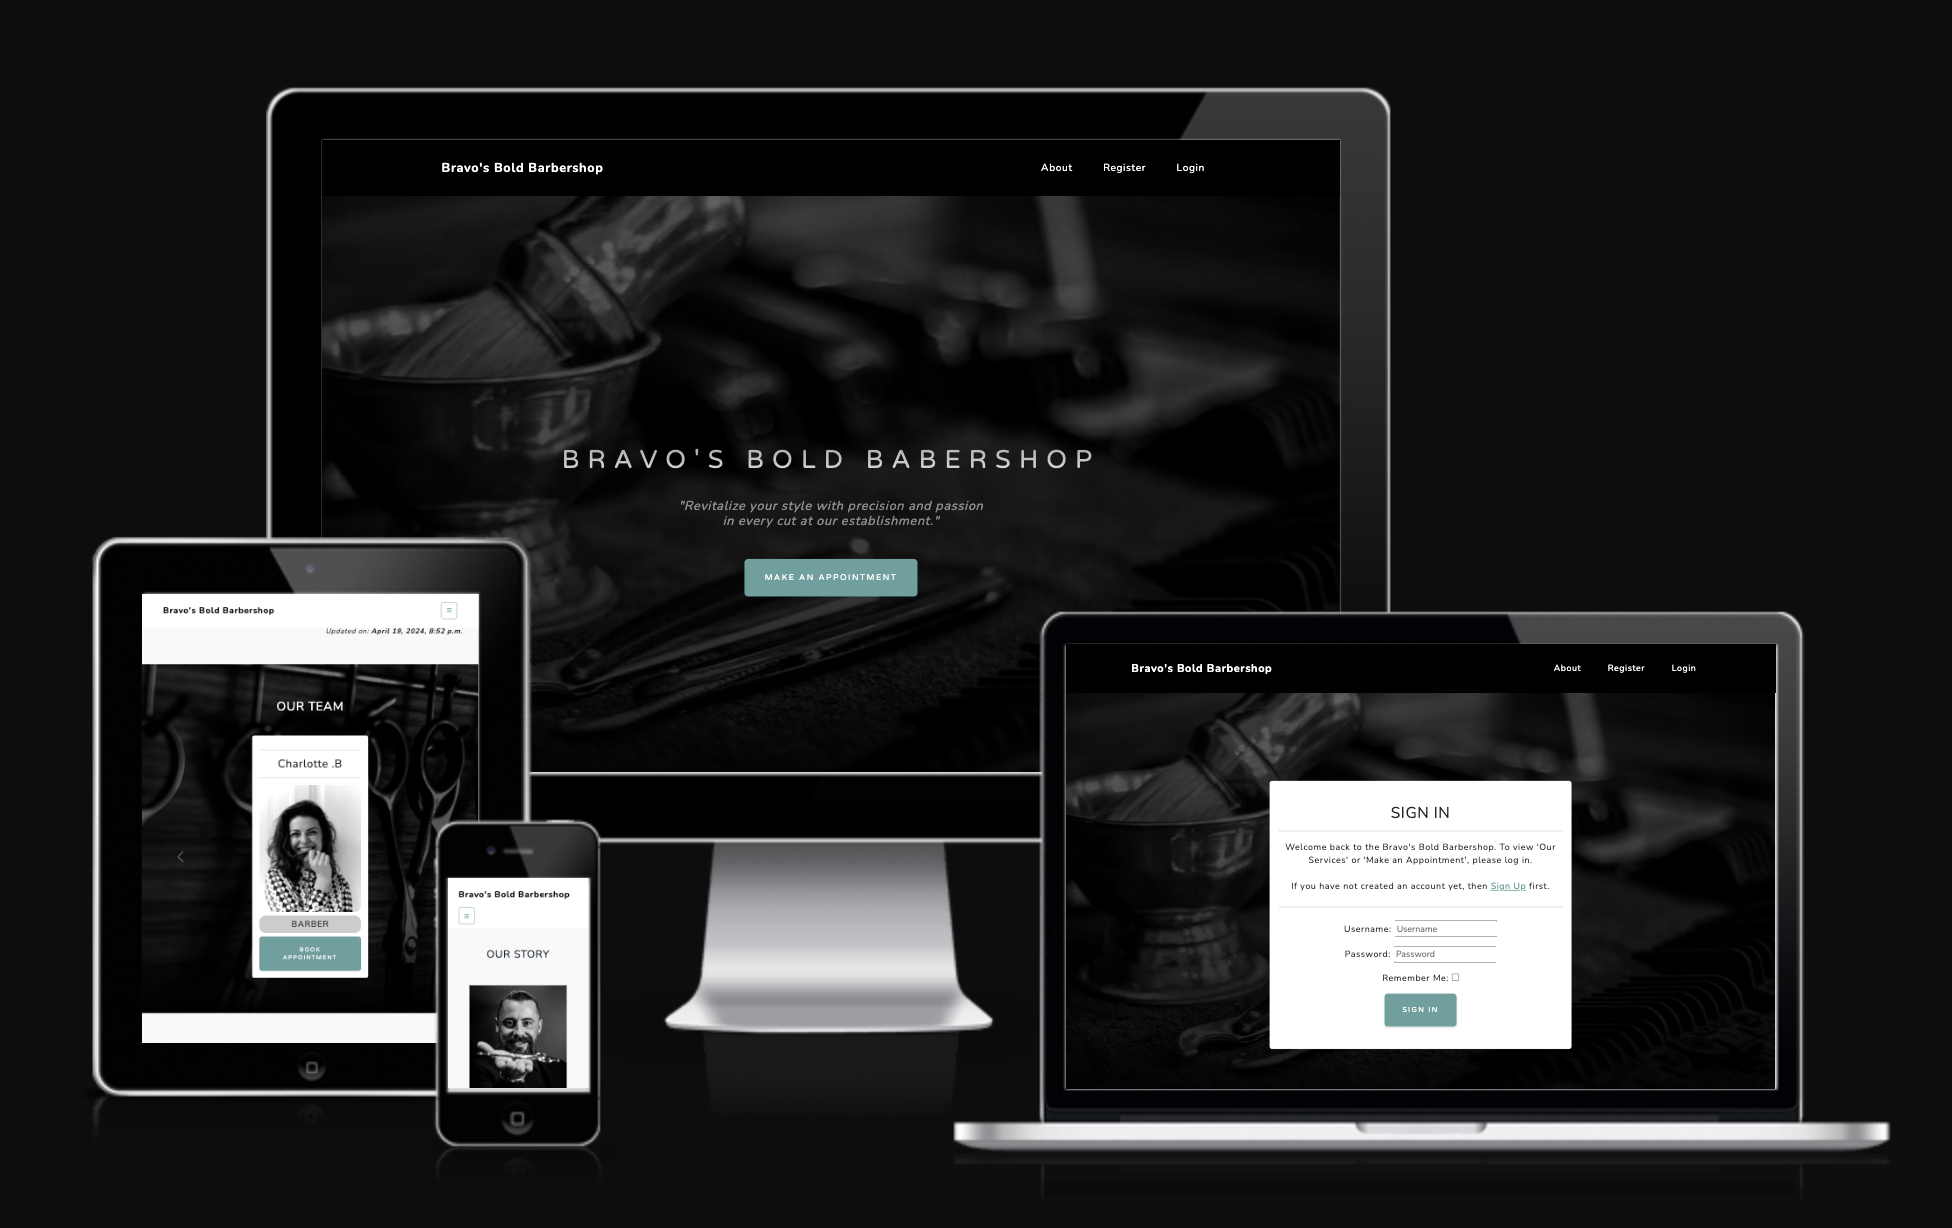 Bravo's Bold Barbershop
About Register Login
BRAVO'S BOLD BABERSHOP
"Revitalize your style with precision and passion
in every cut at our establishment."
MAKE AN APPOINTMENT
Bravo's Bold Barbershop
Updated on: April 19, 2024, 8:52 p.m.
OUR TEAM
Charlotte .B
BARBER
BOOK
APPOINTMENT
Bravo's Bold Barbershop
OUR STORY
Bravo's Bold Barbershop
About Register Login
SIGN IN
Welcome back to the Bravo's Bold Barbershop. To view 'Our
Services' or 'Make an Appointment', please log in.
If you have not created an account yet, then Sign Up first.
Username: Username
Password: Password
Remember Me:
SIGN IN